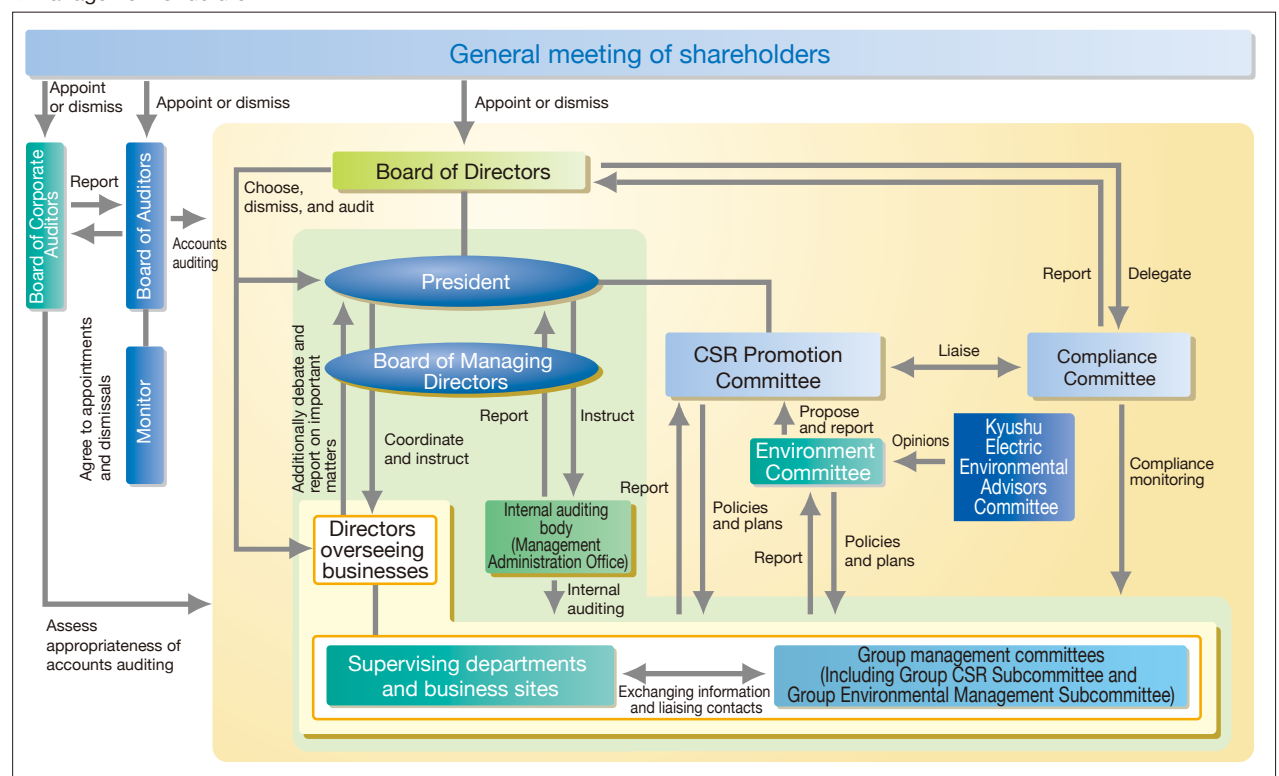 General meeting of shareholders
Appoint
or dismiss
Appoint or dismiss
Appoint or dismiss
Board of Corporate
Auditors
Report
Board of Auditors
Accounts
auditing
Monitor
Agree to appointments
and dismissals
Assess
appropriateness of
accounts auditing
Board of Directors
Choose,
dismiss, and audit
President
Board of Managing
Directors
Additionally debate and
report on important
matters
Coordinate
and instruct
Report
Instruct
Directors
overseeing
businesses
Internal auditing
body
(Management
Administration Office)
Internal
auditing
Report
Delegate
CSR Promotion
Committee
Liaise
Compliance
Committee
Propose
and report
Environment
Committee
Opinions
Kyushu
Electric
Environmental
Advisors
Committee
Compliance
monitoring
Report
Policies
and plans
Report
Policies
and plans
Supervising departments
and business sites
Exchanging information
and liaising contacts
Group management committees
(Including Group CSR Subcommittee and
Group Environmental Management Subcommittee)